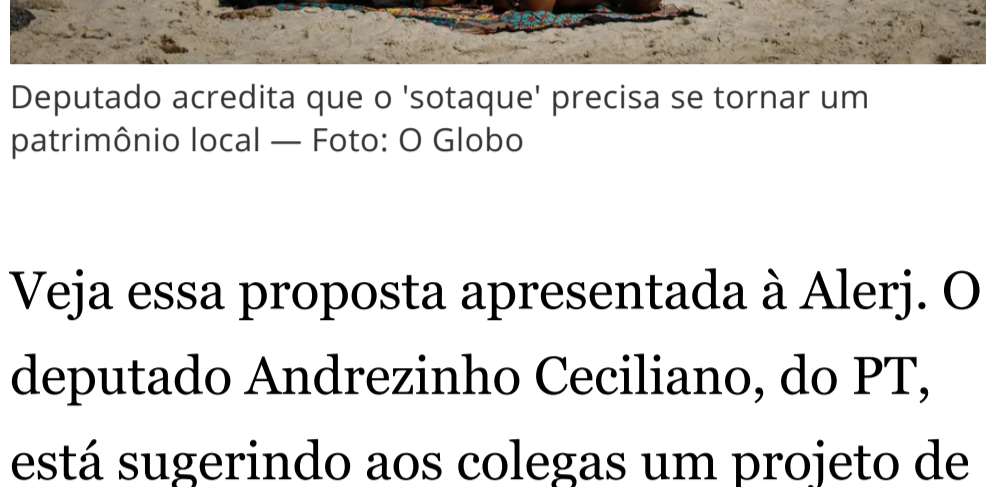 Deputado acredita que o 'sotaque' precisa se tornar um
patrimônio local — Foto: O Globo
Veja essa proposta apresentada à Alerj. O
deputado Andrezinho Ceciliano, do PT,
está sugerindo aos colegas um projeto de